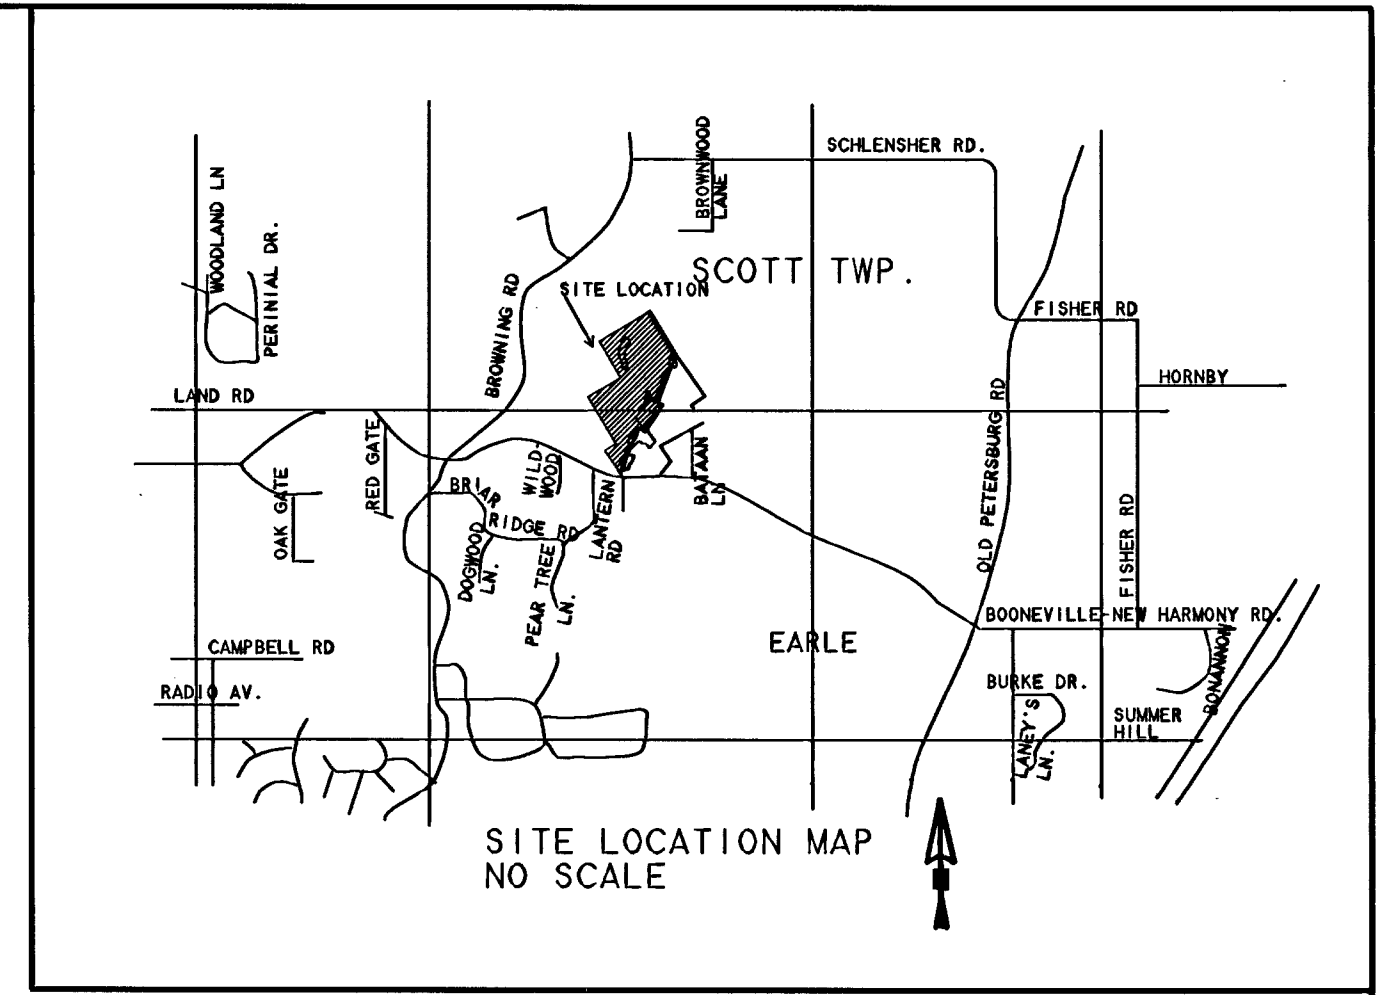 SCHLENSHER RD.
BROWNWOOD
LANE
WOODLAND LN
PERINIAL DR.
SCOTT TWP.
SITE LOCATION
BROWNING RD
FISHER RD
HORNBY
LAND RD
OLD PETERSBURG RD
RED GATE
OAK GATE
WILD-
WOOD
BATAAN
LN
BRIAR
RIDGE RD
LANTERN
RD
DOGWOOD
LN.
PEAR TREE
LN.
FISHER RD
BOONEVILLE-NEW HARMONY RD.
EARLE
CAMPBELL RD
RADIO AV.
BURKE DR.
BONANNON
LANEY'S
LN.
SUMMER
HILL
SITE LOCATION MAP
NO SCALE